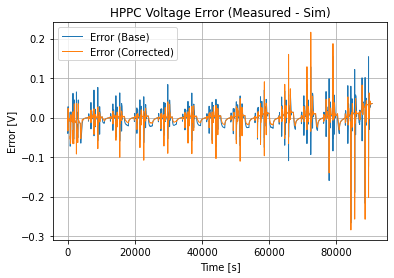 HPPC Voltage Error (Measured - Sim)
Error (Base)
Error (Corrected)
0.2
0.1
0.0
−0.1
−0.2
−0.3
Error [V]
0 20000 40000 60000 80000
Time [s]